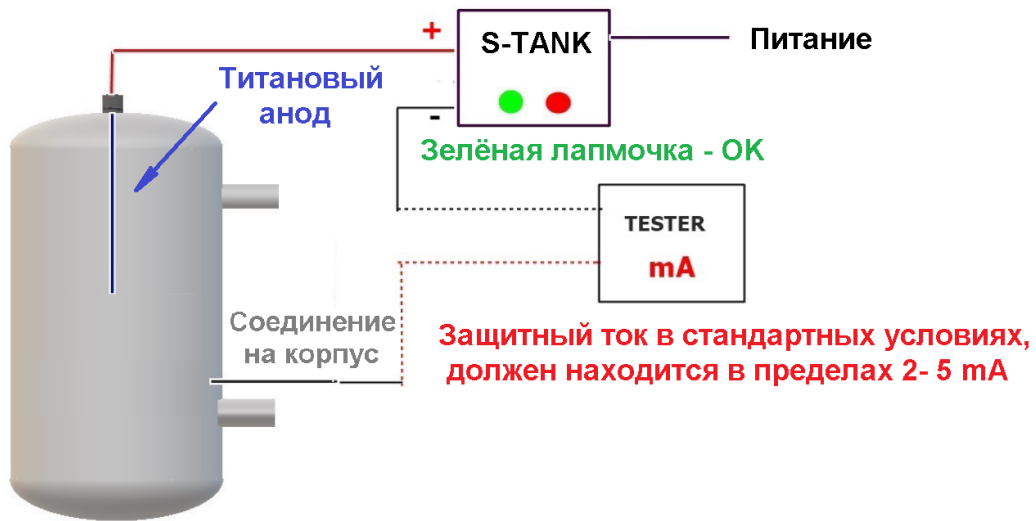 +
S-TANK
Питание
Титановый
анод
-
Зелёная лапмочка - OK
TESTER
mA
Соединение
на корпус
Защитный ток в стандартных условиях,
должен находится в пределах 2- 5 mA